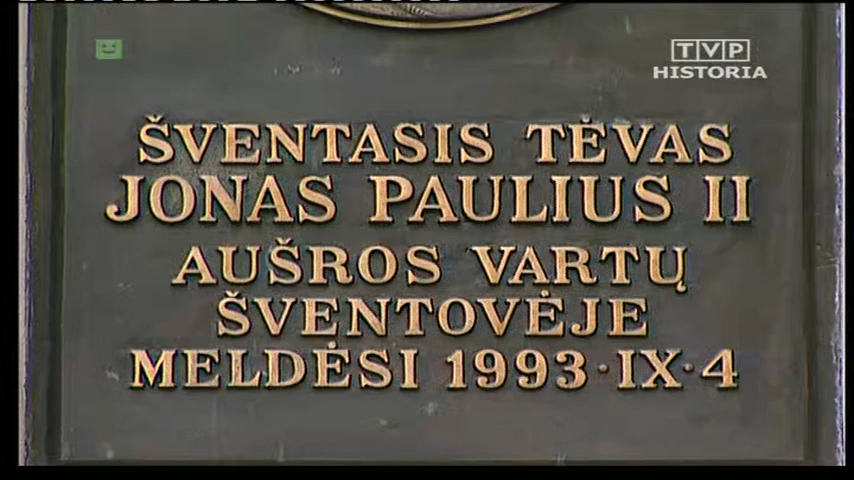 TVP
HISTORIA
ŠVENTASIS TĖVAS
JONAS PAULIUS II
AUŠROS VARTŲ
ŠVENTOVĖJE
MELDĖSI 1993·IX·4